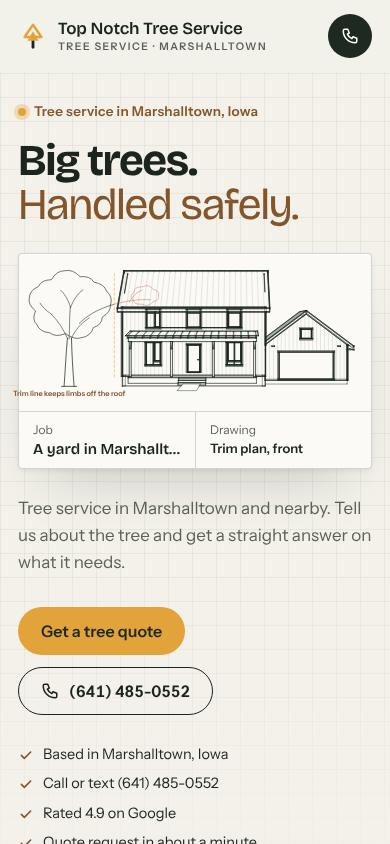 Top Notch Tree Service
TREE SERVICE · MARSHALLTOWN
Tree service in Marshalltown, Iowa
Big trees.
Handled safely.
Trim line keeps limbs off the roof
Job
A yard in Marshallt...
Drawing
Trim plan, front
Tree service in Marshalltown and nearby. Tell
us about the tree and get a straight answer on
what it needs.
Get a tree quote
(641) 485-0552
Based in Marshalltown, Iowa
Call or text (641) 485-0552
Rated 4.9 on Google
Quote request in about a minute